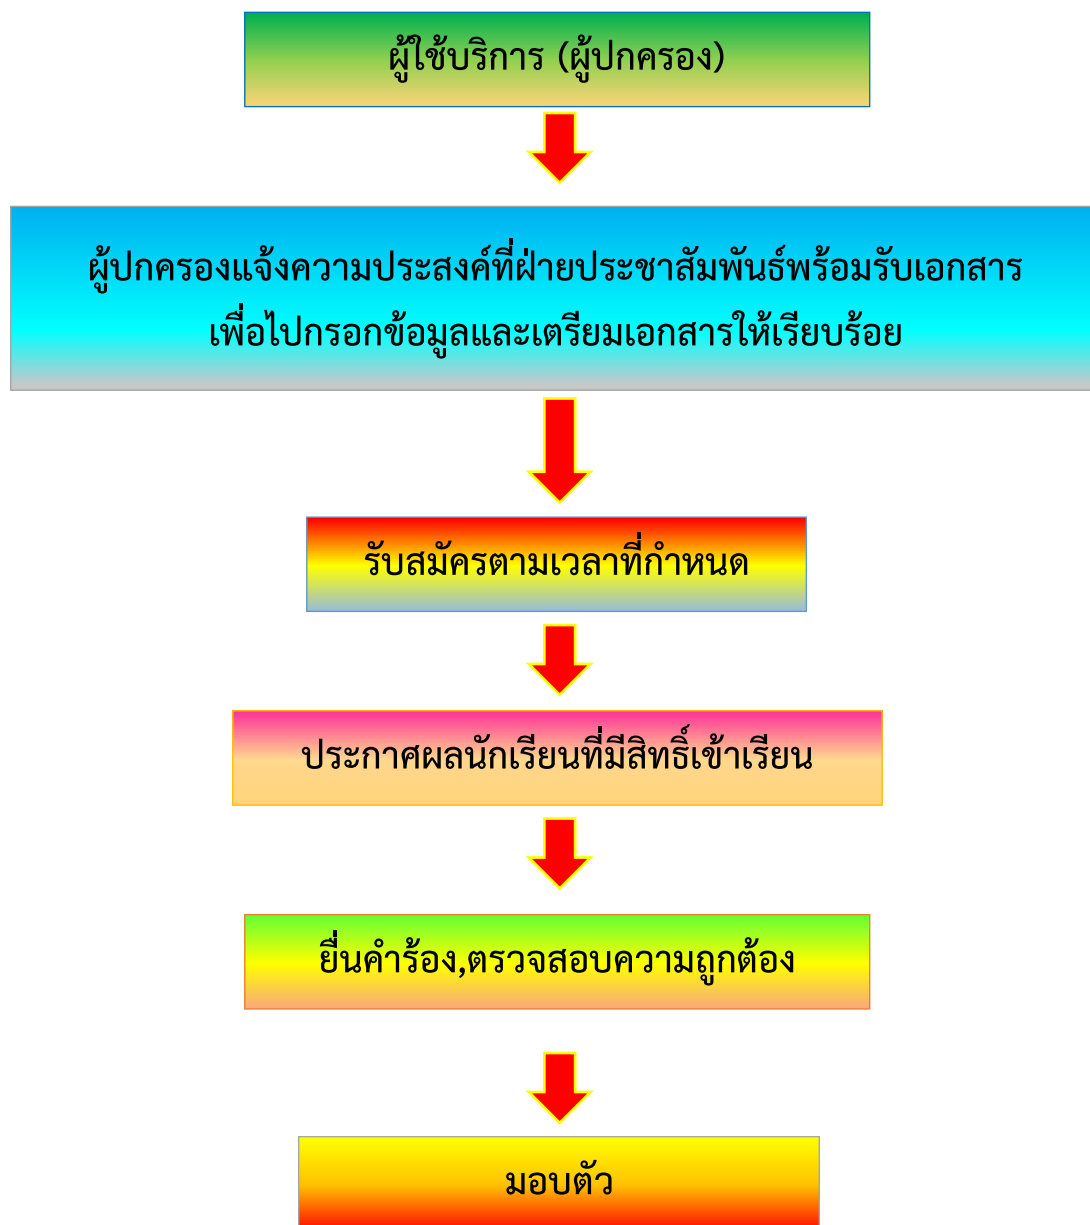 ผู้ใช้บริการ (ผู้ปกครอง)
ผู้ปกครองแจ้งความประสงค์ที่ฝ่ายประชาสัมพันธ์พร้อมรับเอกสาร
เพื่อไปกรอกข้อมูลและเตรียมเอกสารให้เรียบร้อย
รับสมัครตามเวลาที่กำหนด
ประกาศผลนักเรียนที่มีสิทธิ์เข้าเรียน
ยื่นคำร้อง,ตรวจสอบความถูกต้อง
มอบตัว